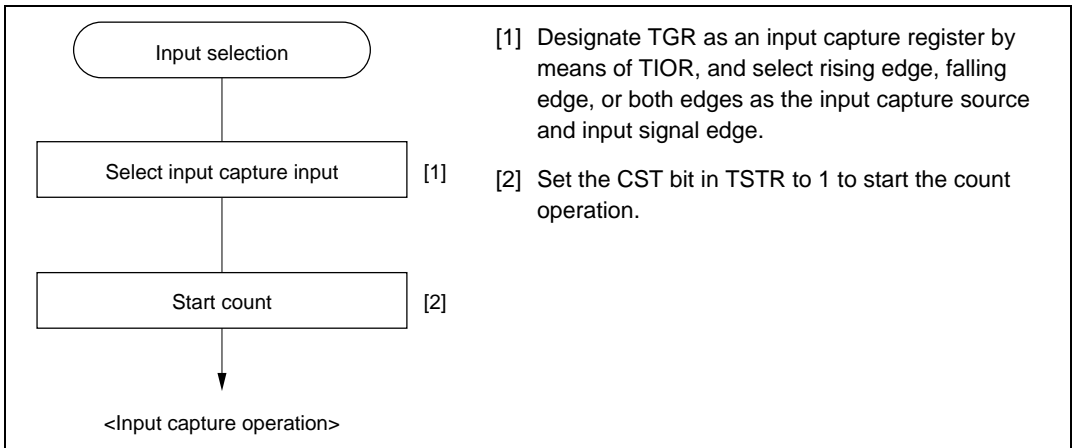 Input selection
Select input capture input [1]
Start count [2]
<Input capture operation>
[1] Designate TGR as an input capture register by
means of TIOR, and select rising edge, falling
edge, or both edges as the input capture source
and input signal edge.
[2] Set the CST bit in TSTR to 1 to start the count
operation.